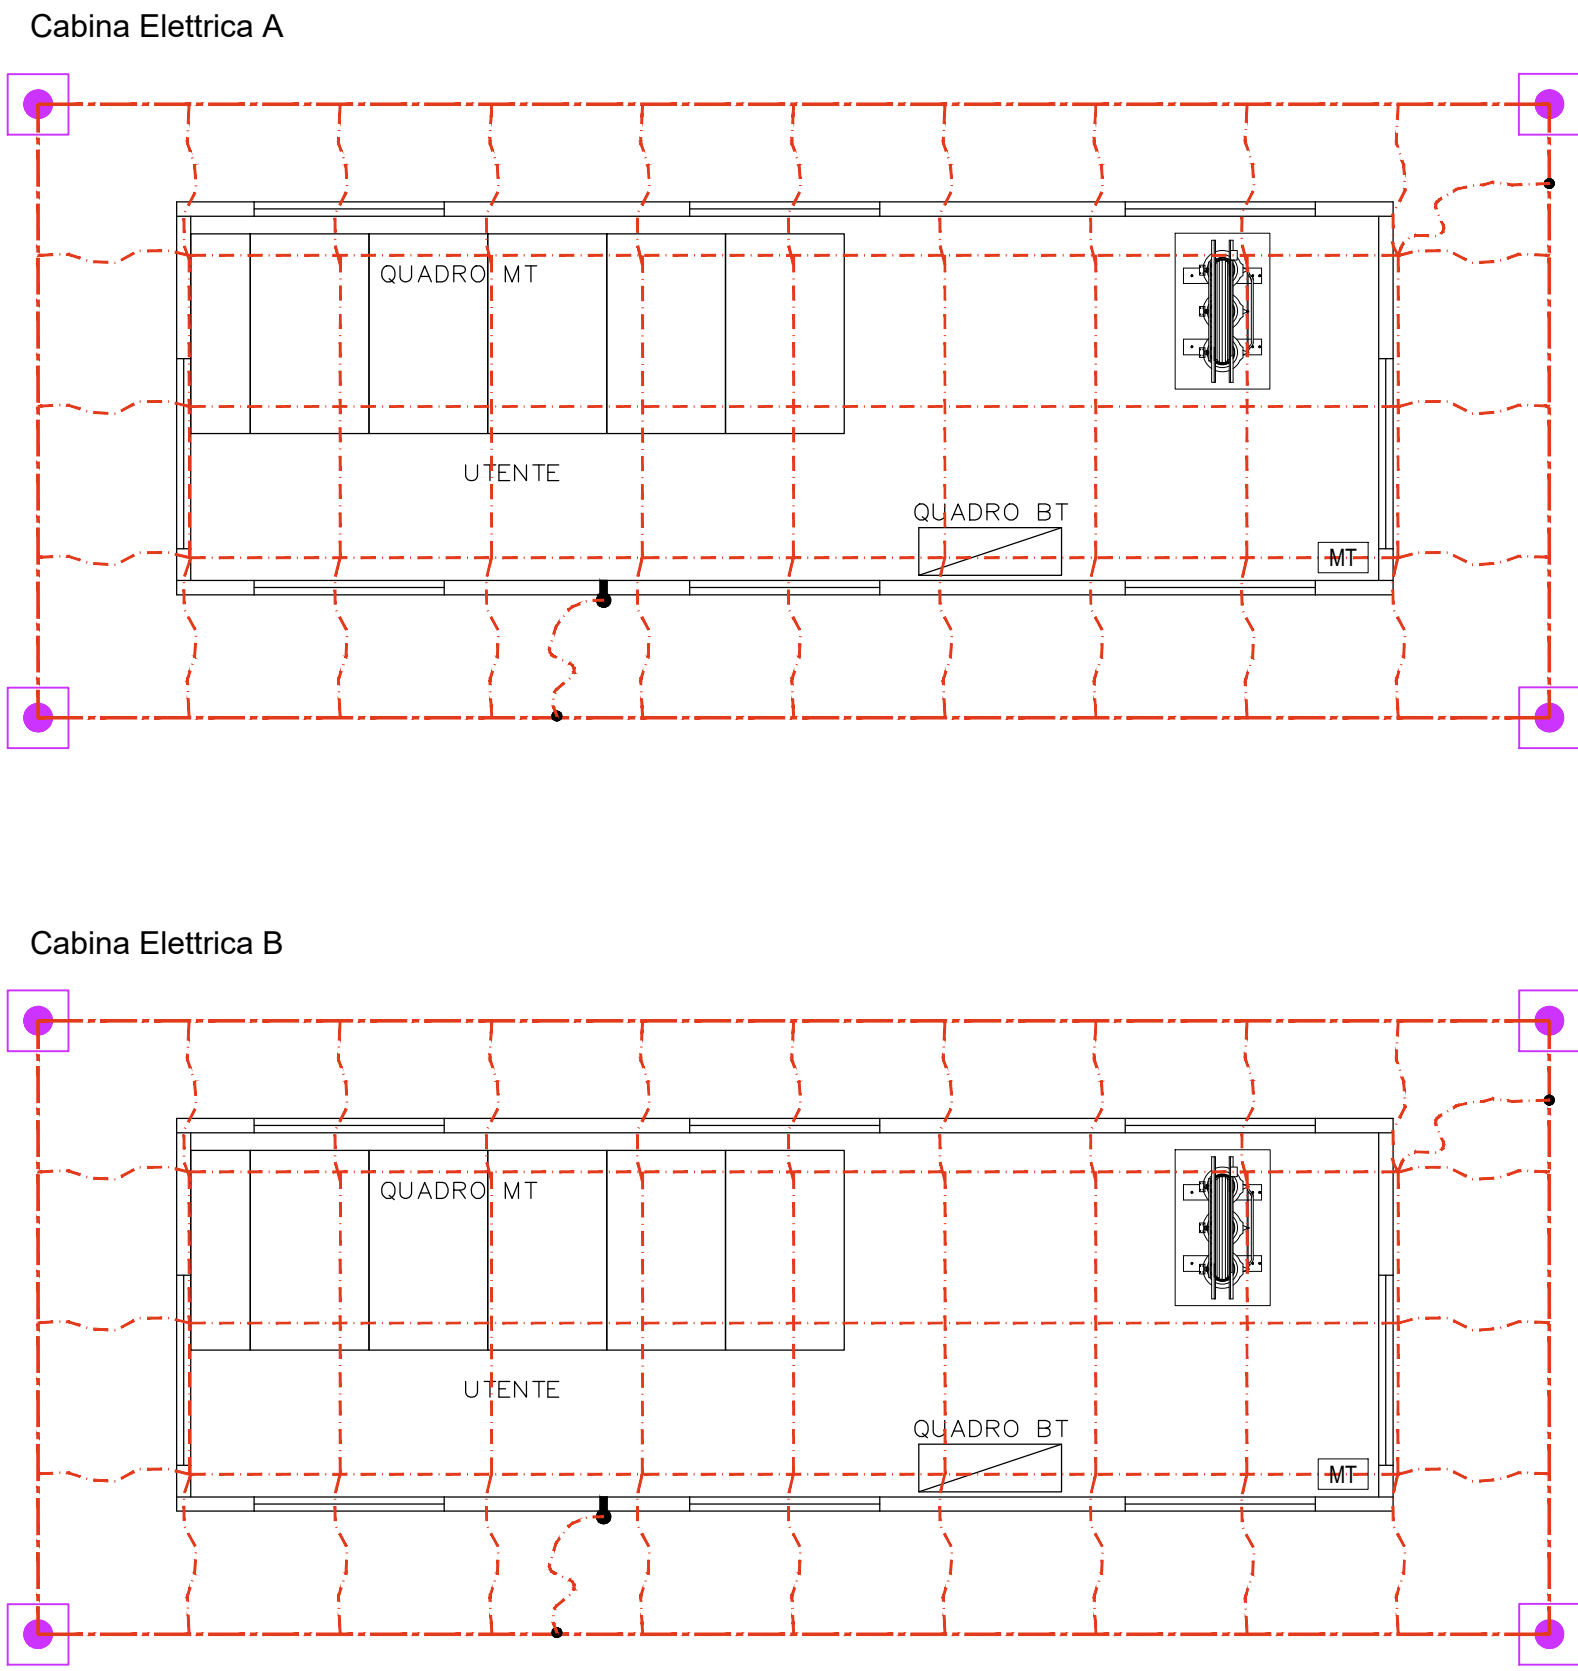 Cabina Elettrica A
QUADRO MT
UTENTE
QUADRO BT
MT
Cabina Elettrica B
QUADRO MT
UTENTE
QUADRO BT
MT